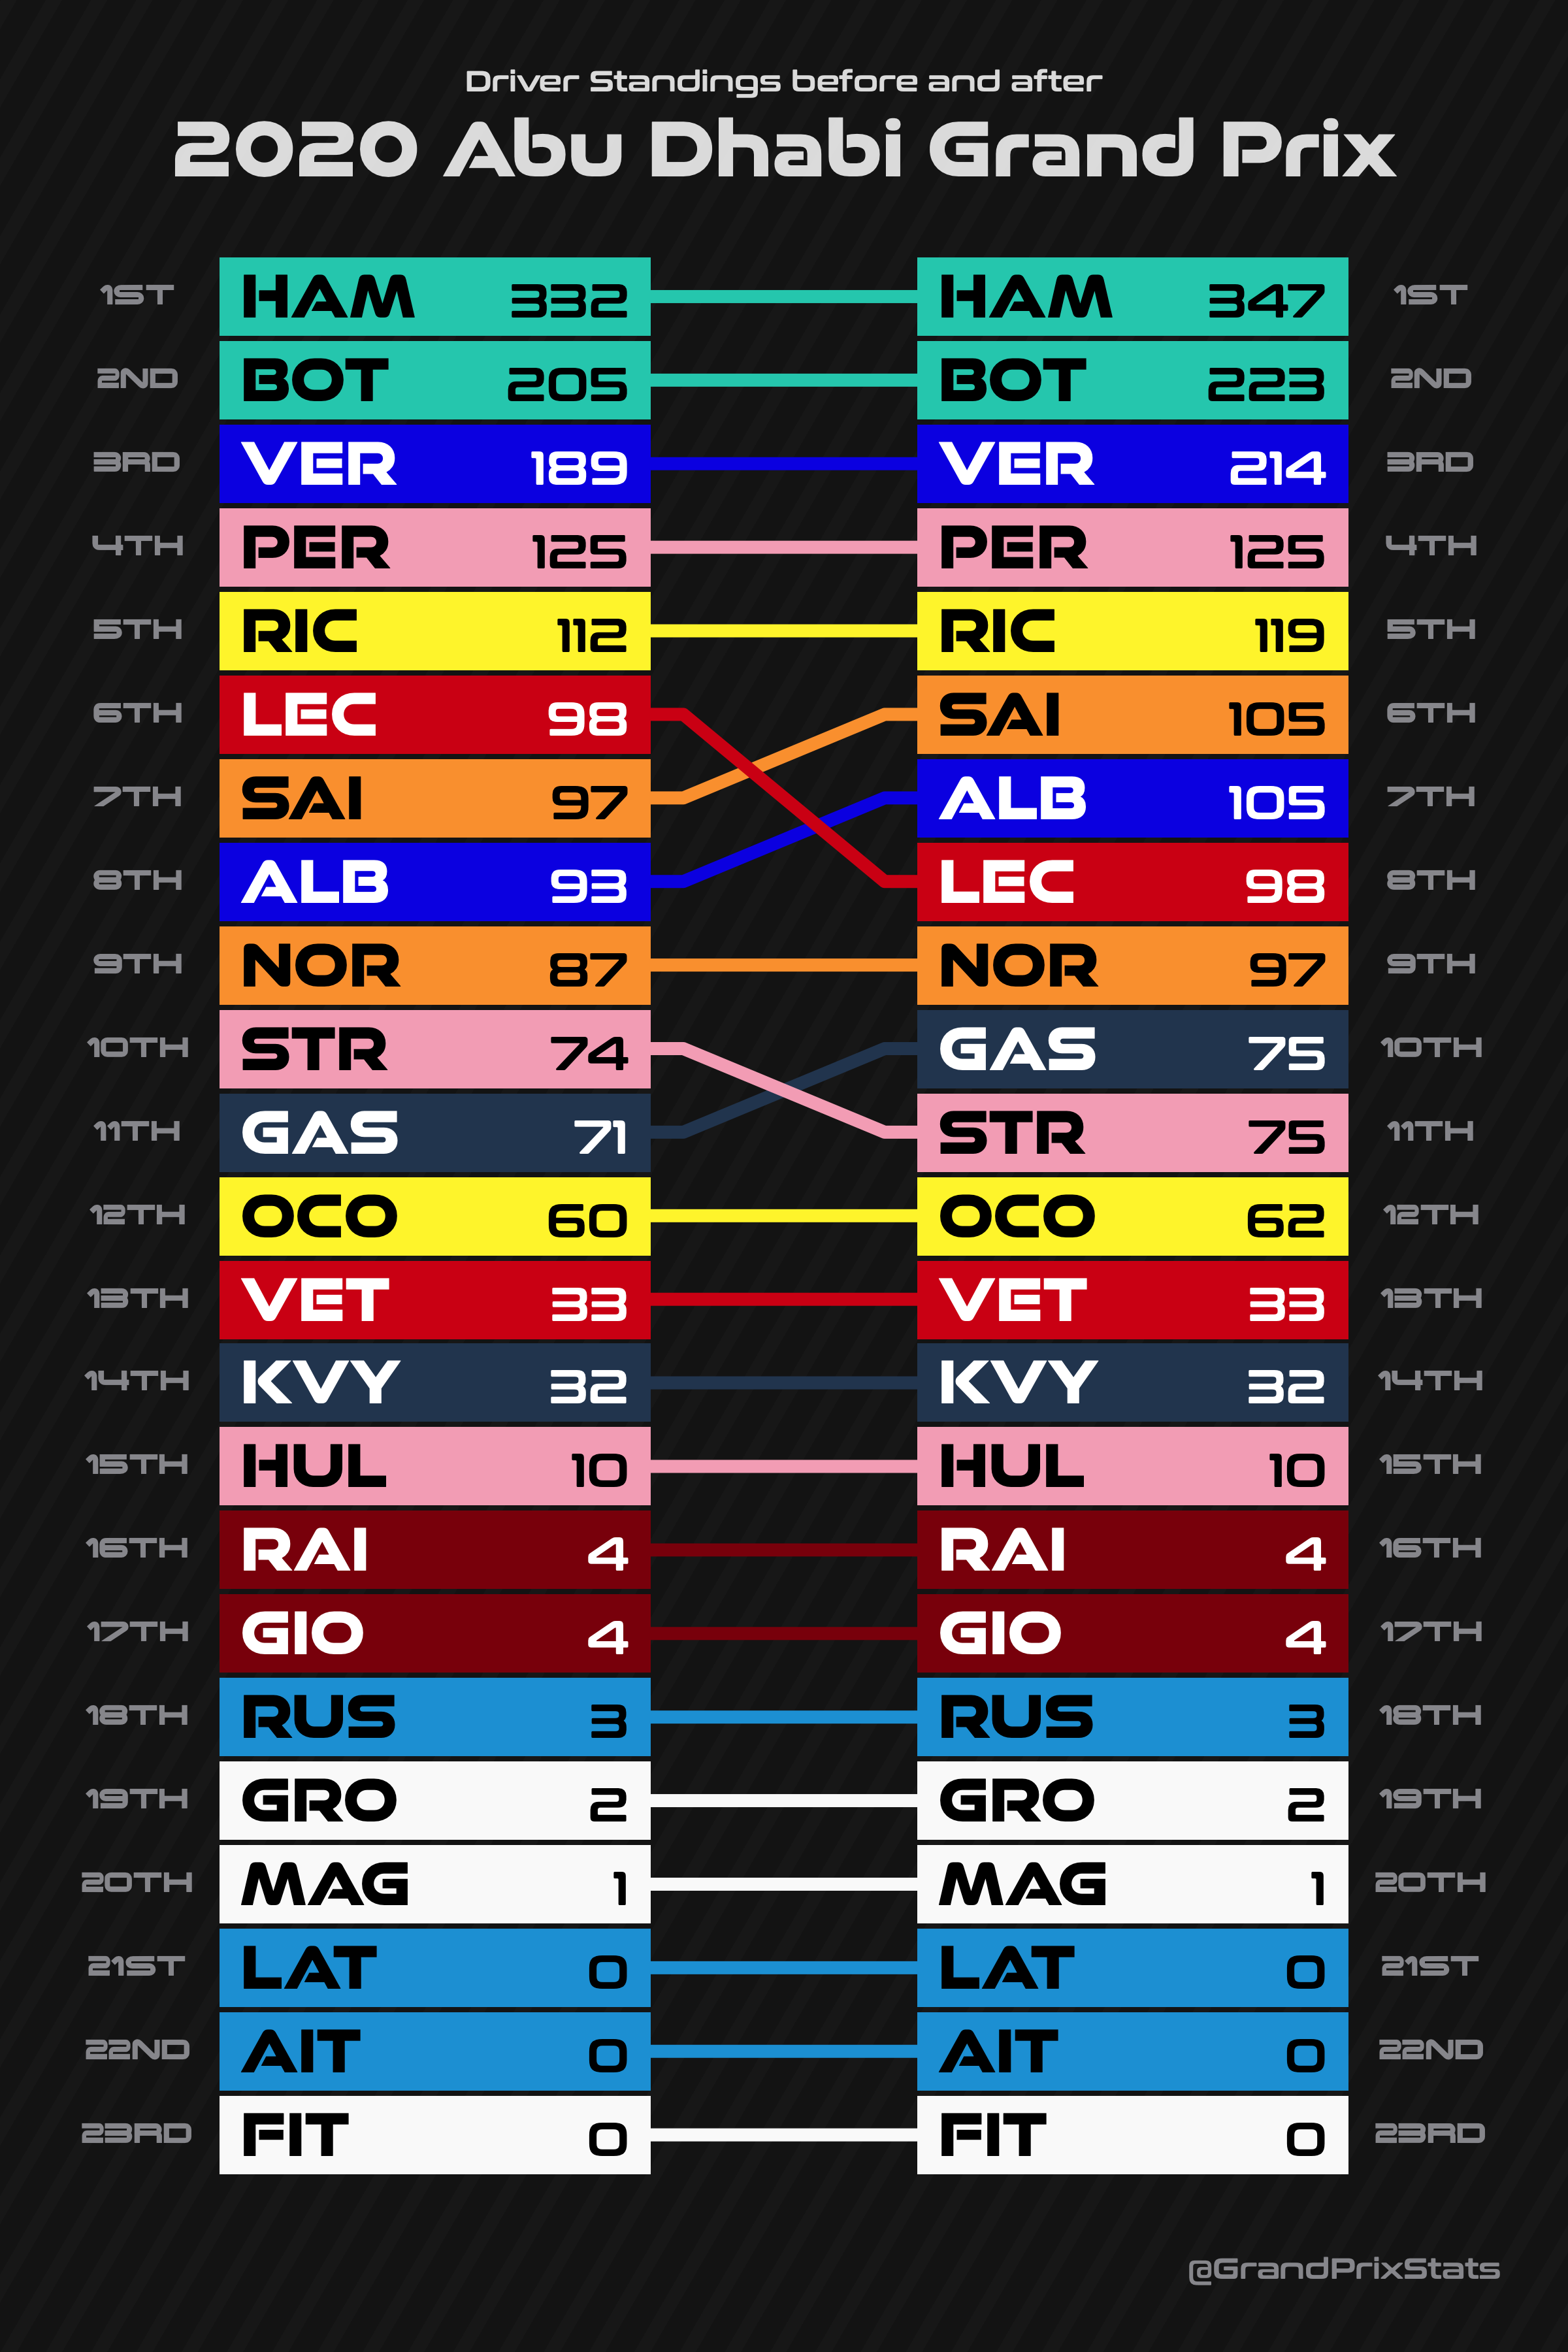 Driver Standings before and after
2020 Abu Dhabi Grand Prix
1ST HAM 332 HAM 347 1ST
2ND BOT 205 BOT 223 2ND
3RD VER 189 VER 214 3RD
4TH PER 125 PER 125 4TH
5TH RIC 112 RIC 119 5TH
6TH LEC 98 SAI 105 6TH
7TH SAI 97 ALB 105 7TH
8TH ALB 93 LEC 98 8TH
9TH NOR 87 NOR 97 9TH
10TH STR 74 GAS 75 10TH
11TH GAS 71 STR 75 11TH
12TH OCO 60 OCO 62 12TH
13TH VET 33 VET 33 13TH
14TH KVY 32 KVY 32 14TH
15TH HUL 10 HUL 10 15TH
16TH RAI 4 RAI 4 16TH
17TH GIO 4 GIO 4 17TH
18TH RUS 3 RUS 3 18TH
19TH GRO 2 GRO 2 19TH
20TH MAG 1 MAG 1 20TH
21ST LAT 0 LAT 0 21ST
22ND AIT 0 AIT 0 22ND
23RD FIT 0 FIT 0 23RD
@GrandPrixStats